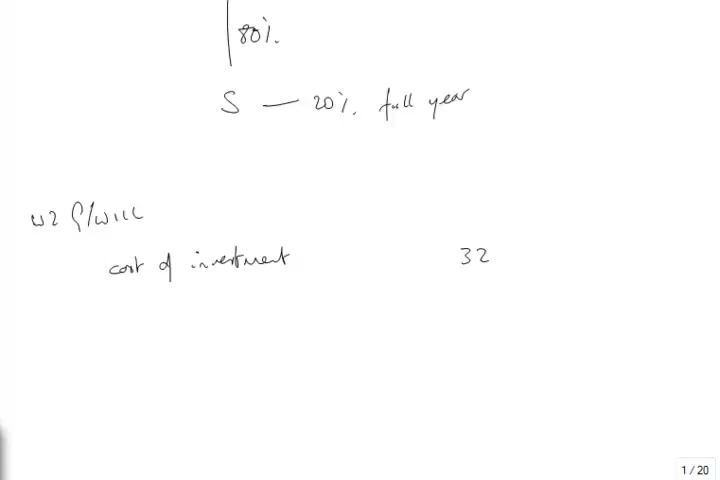 80%.
S — 20%. full year
W2 G/WILL
cost of investment 32
1 / 20